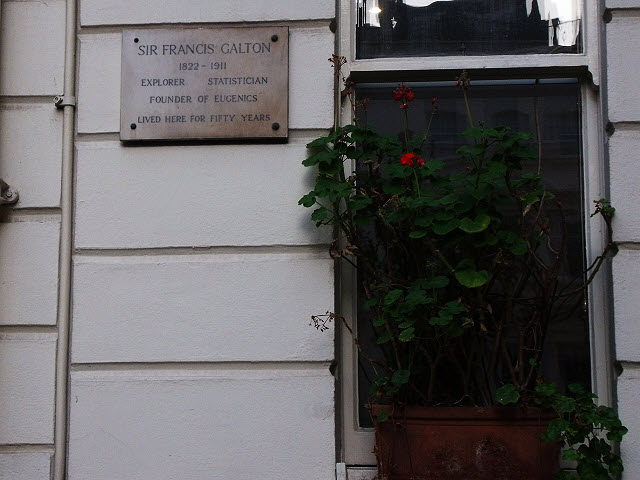 SIR FRANCIS GALTON
1822 - 1911
EXPLORER STATISTICIAN
FOUNDER OF EUGENICS
LIVED HERE FOR FIFTY YEARS